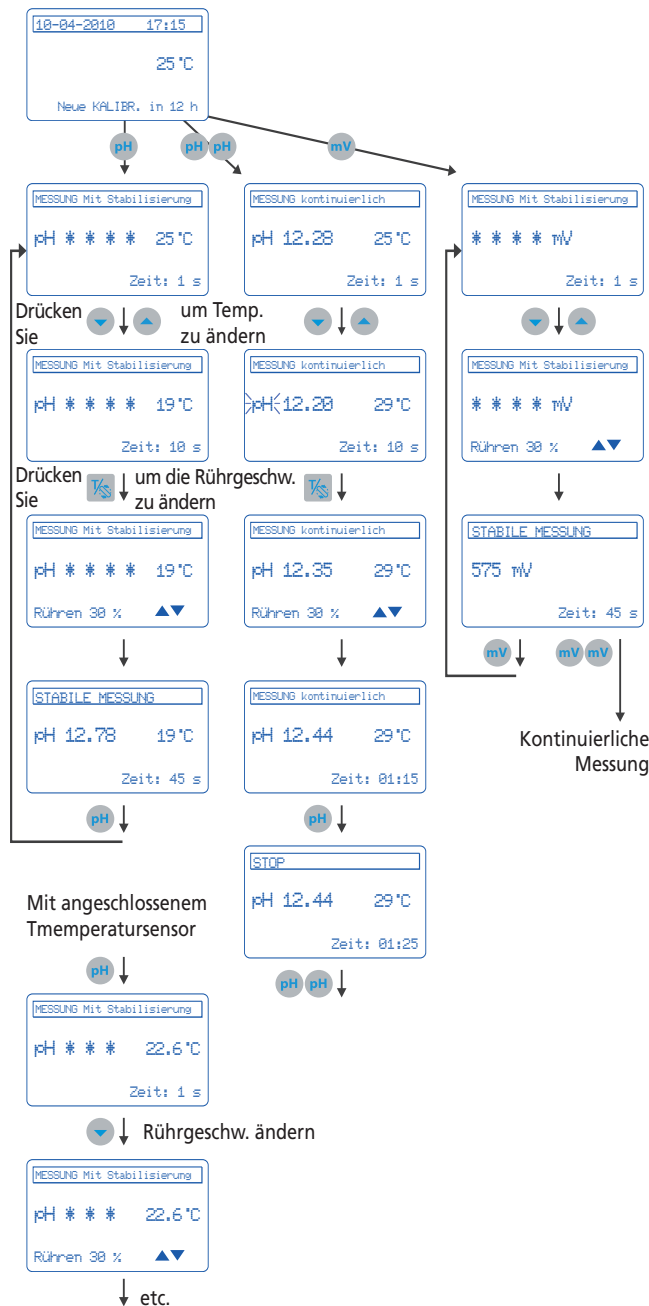 10-04-2010 17:15
25°C
Neue KALIBR. in 12 h
pH
pH pH
mV
MESSUNG Mit Stabilisierung
pH * * * * 25°C
Zeit: 1 s
MESSUNG kontinuierlich
pH 12.28 25°C
Zeit: 1 s
MESSUNG Mit Stabilisierung
* * * * mV
Zeit: 1 s
Drücken
Sie
um Temp.
zu ändern
MESSUNG Mit Stabilisierung
pH * * * * 19°C
Zeit: 10 s
MESSUNG kontinuierlich
pH 12.20 29°C
Zeit: 10 s
MESSUNG Mit Stabilisierung
* * * * mV
Rühren 30 % ▲▼
Drücken
Sie
um die Rührgeschw.
zu ändern
MESSUNG Mit Stabilisierung
pH * * * * 19°C
Rühren 30 % ▲▼
MESSUNG kontinuierlich
pH 12.35 29°C
Rühren 30 % ▲▼
STABILE MESSUNG
575 mV
Zeit: 45 s
mV
mV mV
Kontinuierliche
Messung
STABILE MESSUNG
pH 12.78 19°C
Zeit: 45 s
MESSUNG kontinuierlich
pH 12.44 29°C
Zeit: 01:15
pH
pH
STOP
pH 12.44 29°C
Zeit: 01:25
pH pH
Mit angeschlossenem
Tmemperatursensor
pH
MESSUNG Mit Stabilisierung
pH * * * 22.6°C
Zeit: 1 s
Rührgeschw. ändern
MESSUNG Mit Stabilisierung
pH * * * 22.6°C
Rühren 30 % ▲▼
etc.